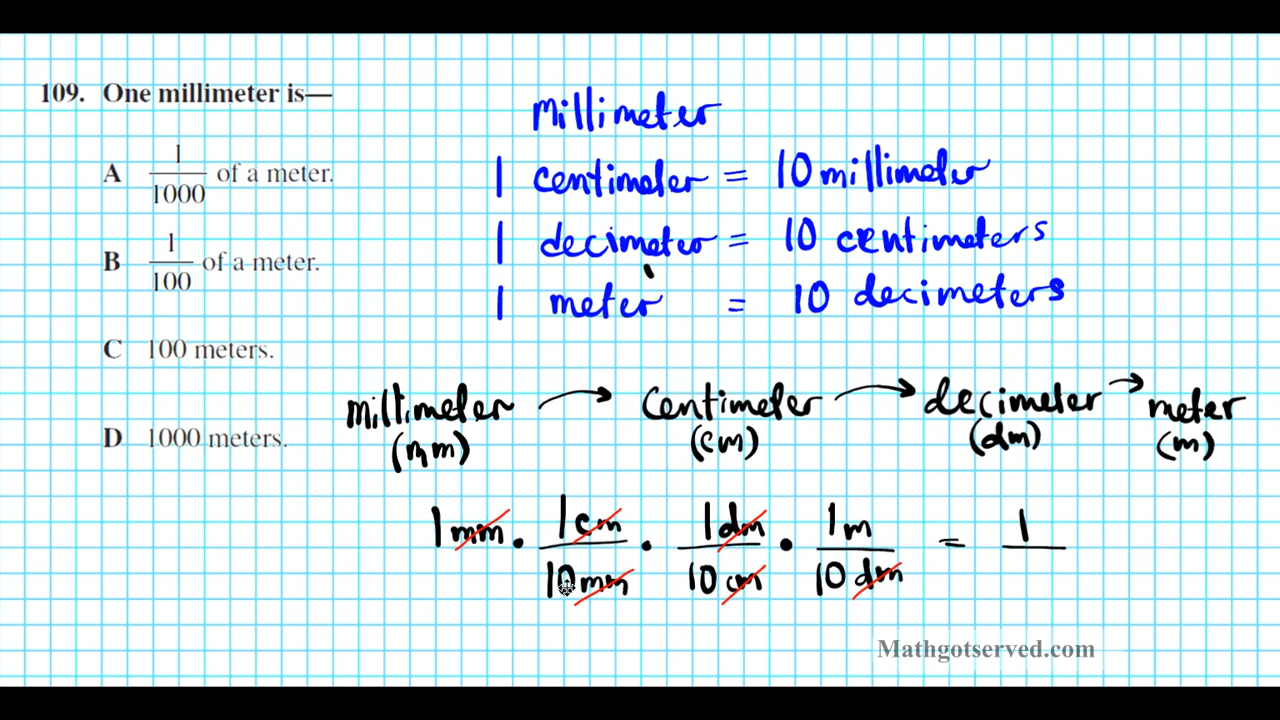 109. One millimeter is—
A 1/1000 of a meter.
B 1/100 of a meter.
C 100 meters.
D 1000 meters.
millimeter
1 centimeter = 10 millimeter
1 decimeter = 10 centimeters
1 meter = 10 decimeters
millimeter → centimeter → decimeter → meter
(mm) (cm) (dm) (m)
1mm · 1cm/10mm · 1dm/10cm · 1m/10dm = 1/
Mathgotserved.com